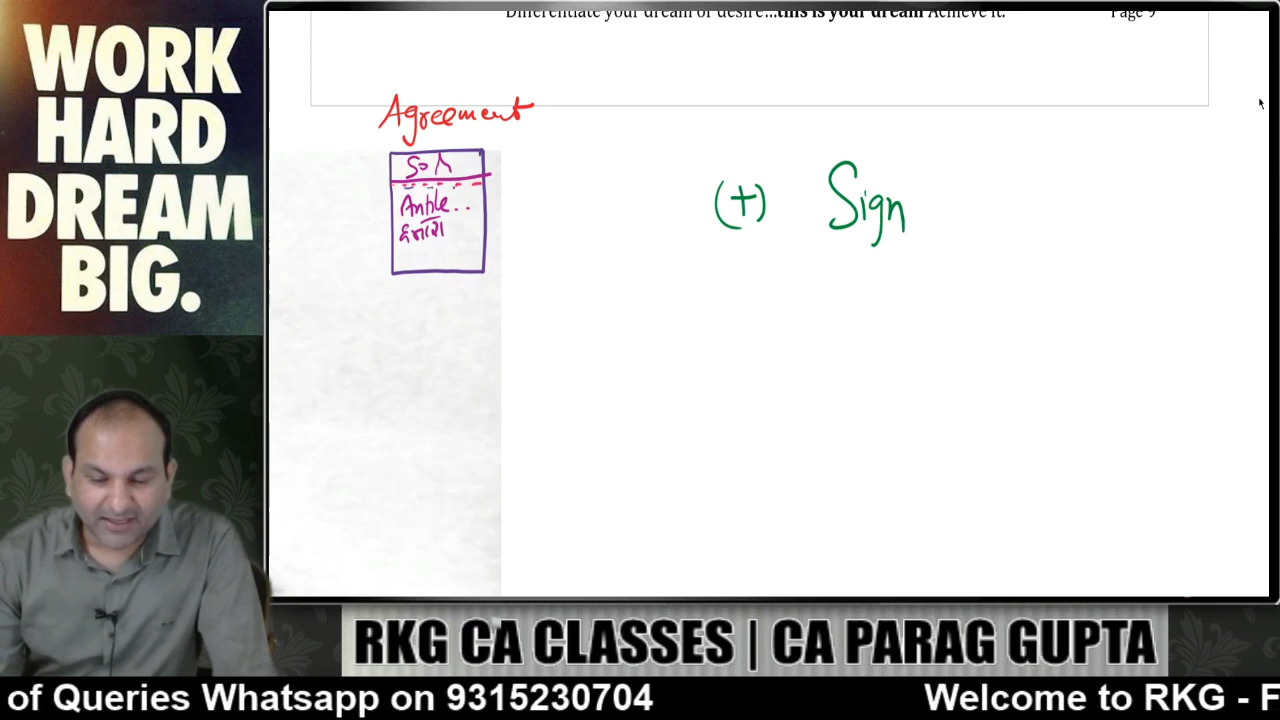 WORK
HARD
DREAM
BIG.
Differentiate your dream or desire...this is your dream Achieve it. Page 9
Agreement
(+) Sign
RKG CA CLASSES | CA PARAG GUPTA
of Queries Whatsapp on 9315230704 Welcome to RKG - F